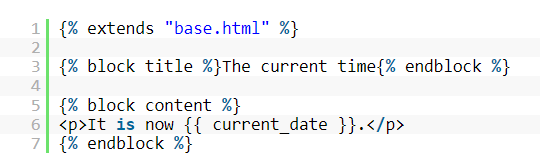 1 {% extends "base.html" %}
2
3 {% block title %}The current time{% endblock %}
4
5 {% block content %}
6 <p>It is now {{ current_date }}.</p>
7 {% endblock %}